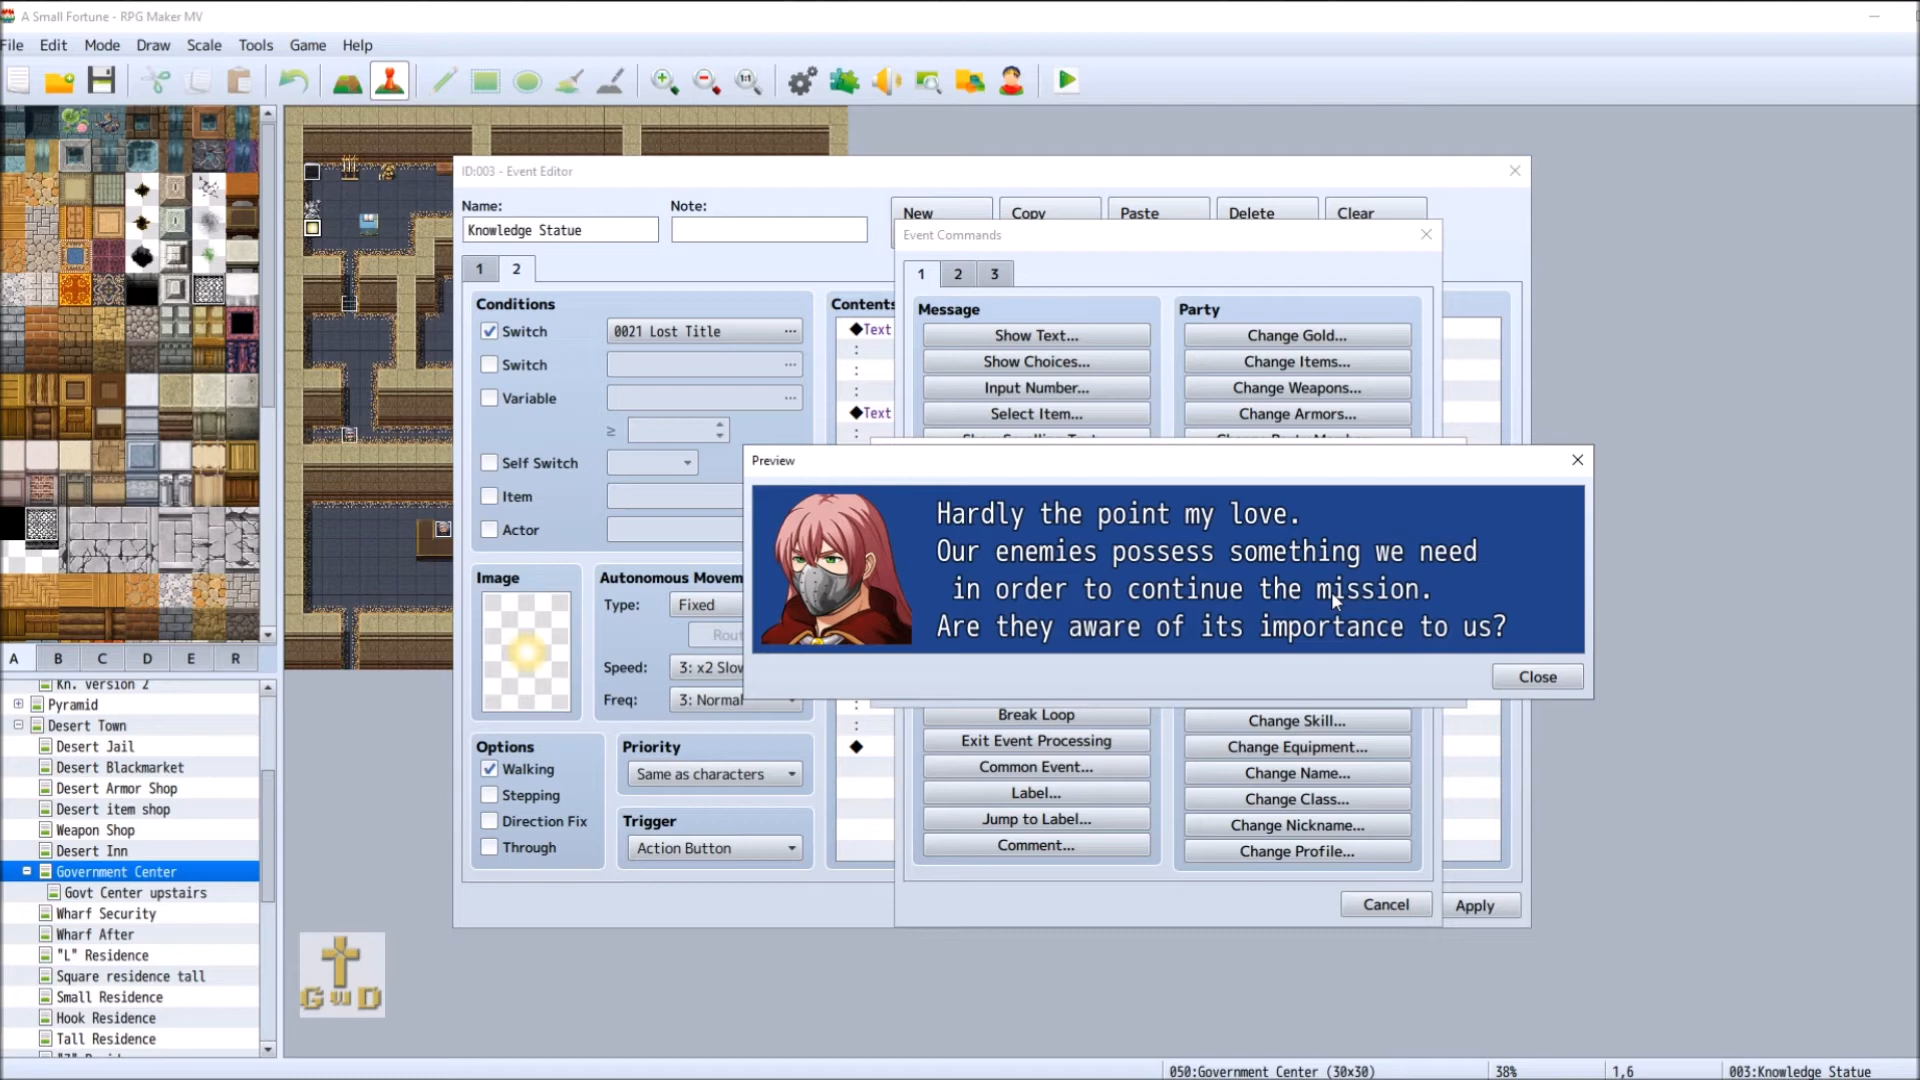 A Small Fortune - RPG Maker MV
File Edit Mode Draw Scale Tools Game Help
1:1
ID:003 - Event Editor
Name:
Note:
Knowledge Statue
New
Copy
Paste
Delete
Clear
1 2
Conditions
Switch 0021 Lost Title ...
Switch ...
Variable ...
≥
Self Switch
Item
Actor
Image
Autonomous Movem
Type: Fixed
Rout
Speed: 3: x2 Slow
Freq: 3: Normal
Options
Walking
Stepping
Direction Fix
Through
Priority
Same as characters
Trigger
Action Button
Contents
◆Text
:
:
:
◆Text
:
:
:
◆
Event Commands
1 2 3
Message
Show Text...
Show Choices...
Input Number...
Select Item...
Party
Change Gold...
Change Items...
Change Weapons...
Change Armors...
Preview
Hardly the point my love.
Our enemies possess something we need
in order to continue the mission.
Are they aware of its importance to us?
Close
Break Loop
Exit Event Processing
Common Event...
Label...
Jump to Label...
Comment...
Change Skill...
Change Equipment...
Change Name...
Change Class...
Change Nickname...
Change Profile...
Cancel
Apply
A B C D E R
Kn. version 2
Pyramid
Desert Town
Desert Jail
Desert Blackmarket
Desert Armor Shop
Desert item shop
Weapon Shop
Desert Inn
Government Center
Govt Center upstairs
Wharf Security
Wharf After
"L" Residence
Square residence tall
Small Residence
Hook Residence
Tall Residence
GWD
050:Government Center (30x30)
38%
1,6
003:Knowledge Statue